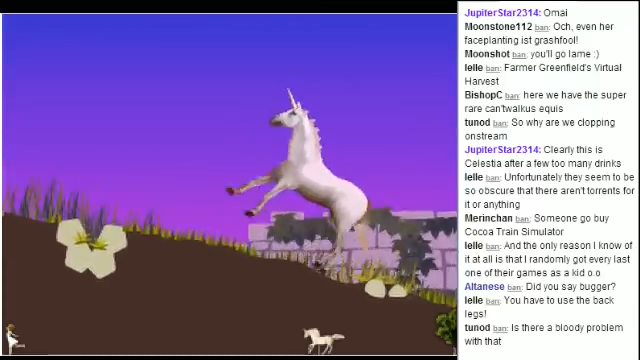 JupiterStar2314: Omai
Moonstone112 ban: Och, even her
faceplanting ist grashfool!
Moonshot ban: you'll go lame :)
lelle ban: Farmer Greenfield's Virtual
Harvest
BishopC ban: here we have the super
rare can'twalkus equis
tunod ban: So why are we clopping
onstream
JupiterStar2314: Clearly this is
Celestia after a few too many drinks
lelle ban: Unfortunately they seem to be
so obscure that there aren't torrents for
it or anything
Merinchan ban: Someone go buy
Cocoa Train Simulator
lelle ban: And the only reason I know of
it at all is that I randomly got every last
one of their games as a kid o.o
Altanese ban: Did you say bugger?
lelle ban: You have to use the back
legs!
tunod ban: Is there a bloody problem
with that